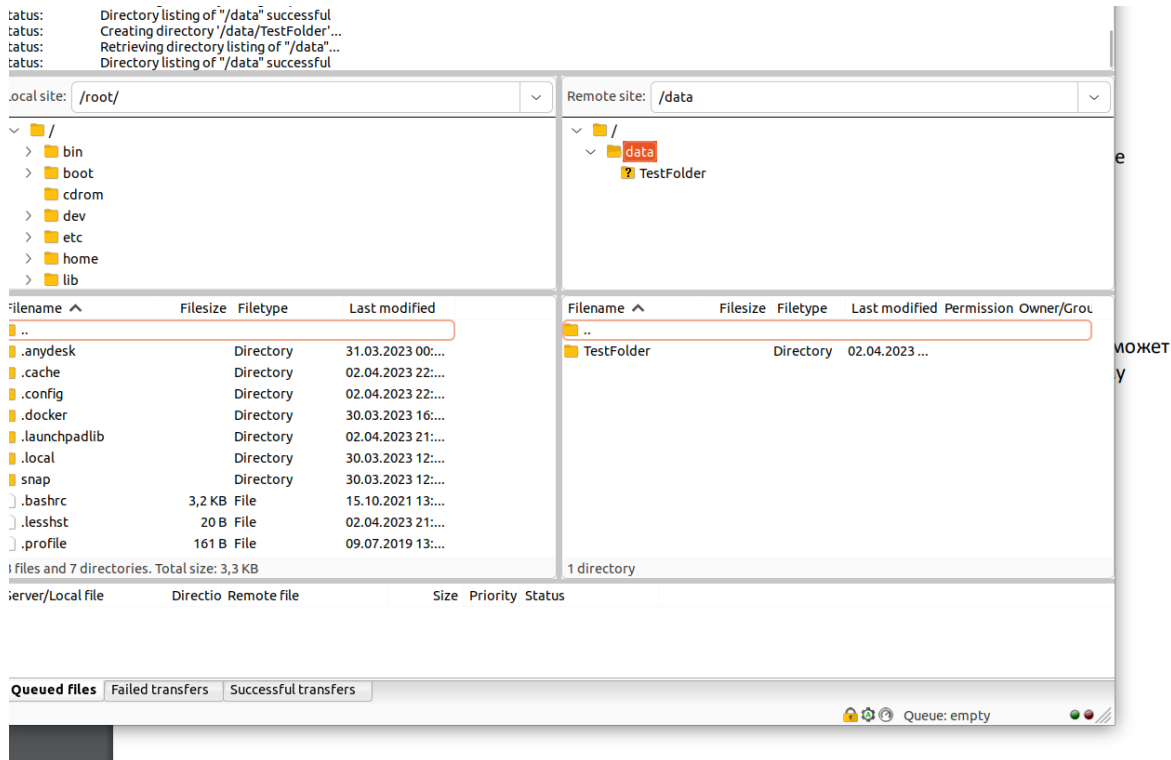 tatus: Directory listing of "/data" successful
tatus: Creating directory '/data/TestFolder'...
tatus: Retrieving directory listing of "/data"...
tatus: Directory listing of "/data" successful
ocal site: /root/
Remote site: /data
/
bin
boot
cdrom
dev
etc
home
lib
/
data
TestFolder
е
Filename Filesize Filetype Last modified
..
.anydesk Directory 31.03.2023 00:...
.cache Directory 02.04.2023 22:...
.config Directory 02.04.2023 22:...
.docker Directory 30.03.2023 16:...
.launchpadlib Directory 02.04.2023 21:...
.local Directory 30.03.2023 12:...
snap Directory 30.03.2023 12:...
.bashrc 3,2 KB File 15.10.2021 13:...
.lesshst 20 B File 02.04.2023 21:...
.profile 161 B File 09.07.2019 13:...
files and 7 directories. Total size: 3,3 KB
Filename Filesize Filetype Last modified Permission Owner/Grou
..
TestFolder Directory 02.04.2023 ...
1 directory
может
у
Server/Local file Directio Remote file Size Priority Status
Queued files Failed transfers Successful transfers
Queue: empty